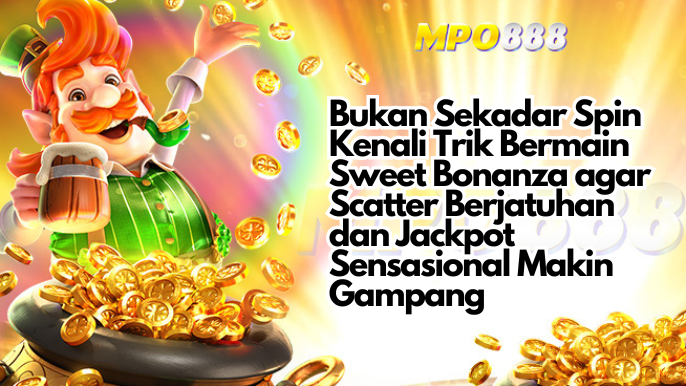 MPO888
Bukan Sekadar Spin
Kenali Trik Bermain
Sweet Bonanza agar
Scatter Berjatuhan
dan Jackpot
Sensasional Makin
Gampang